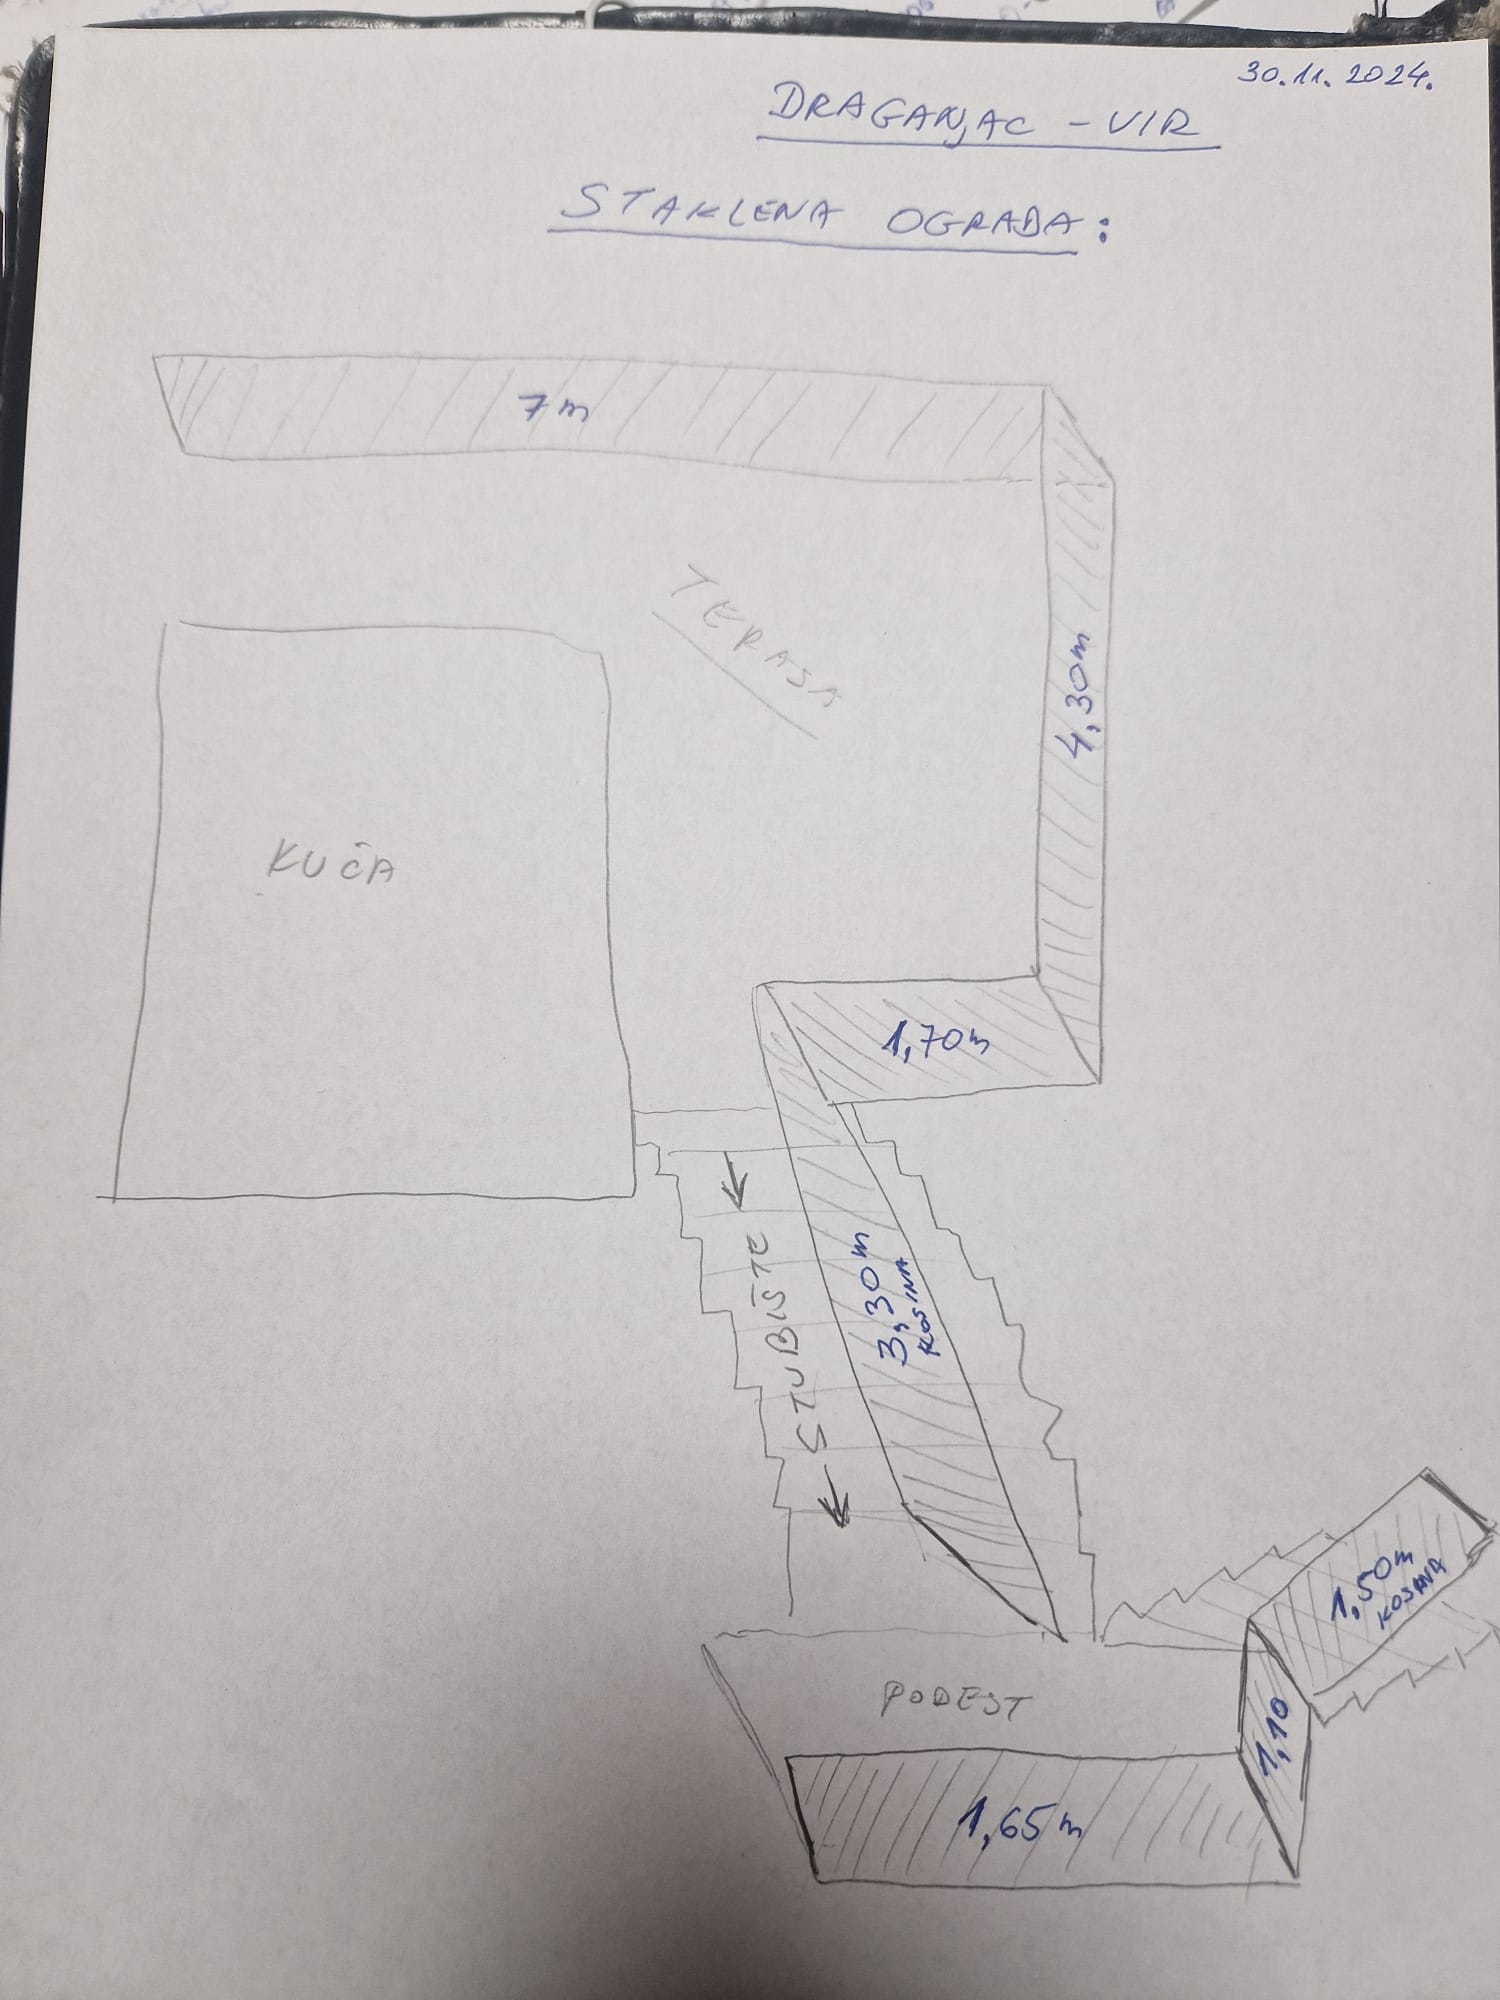 30.11.2024.
DRAGANJAC - VIR
STAKLENA OGRADA:
7 m
TERASA
4,30m
KUĆA
1,70m
STUBIŠTE
3,30m
KOSINA
1,50m
KOSINA
PODEST
1,10
1,65m